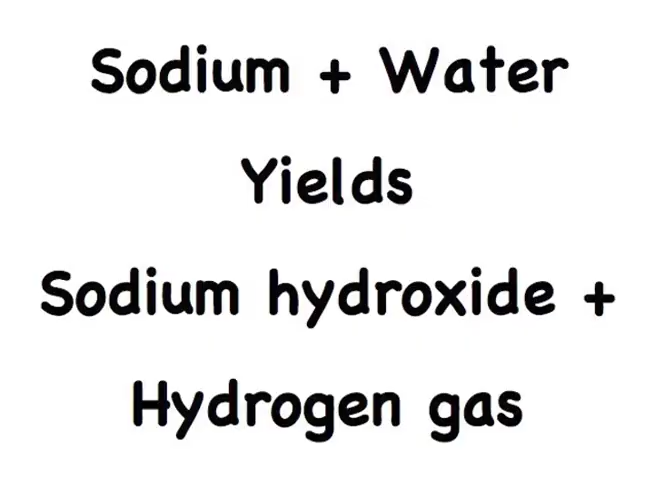 Sodium + Water
Yields
Sodium hydroxide +
Hydrogen gas